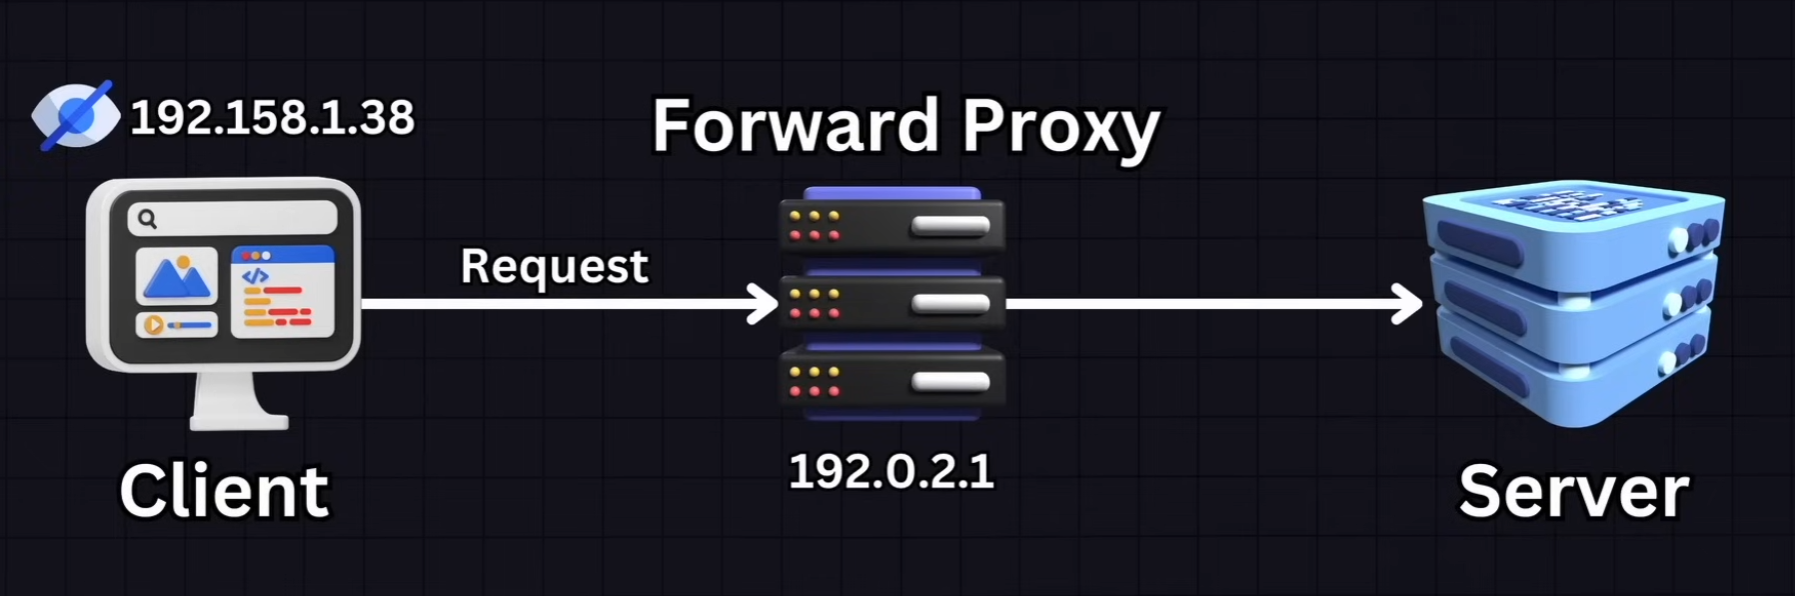 192.158.1.38
Forward Proxy
Request
192.0.2.1
Client
Server